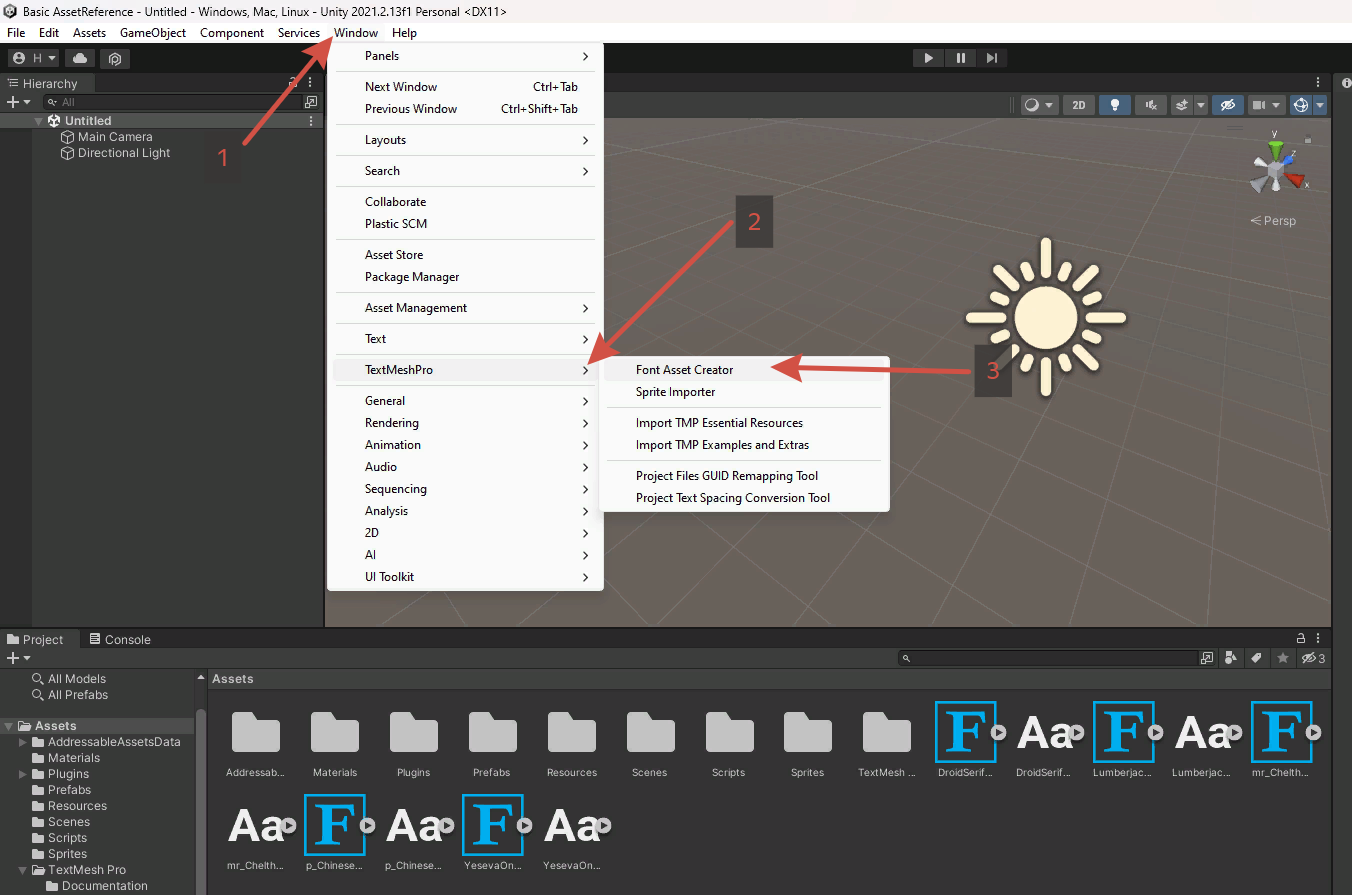 Basic AssetReference - Untitled - Windows, Mac, Linux - Unity 2021.2.13f1 Personal <DX11>
File Edit Assets GameObject Component Services Window Help
H
Hierarchy
All
Untitled
Main Camera
Directional Light
1
Panels
Next Window Ctrl+Tab
Previous Window Ctrl+Shift+Tab
Layouts
Search
Collaborate
Plastic SCM
Asset Store
Package Manager
Asset Management
Text
TextMeshPro
General
Rendering
Animation
Audio
Sequencing
Analysis
2D
AI
UI Toolkit
2
Font Asset Creator
Sprite Importer
Import TMP Essential Resources
Import TMP Examples and Extras
Project Files GUID Remapping Tool
Project Text Spacing Conversion Tool
3
2D
y
z
x
Persp
Project Console
3
All Models
All Prefabs
Assets
AddressableAssetsData
Materials
Plugins
Prefabs
Resources
Scenes
Scripts
Sprites
TextMesh Pro
Documentation
Assets
F Aa F Aa F
Addressab... Materials Plugins Prefabs Resources Scenes Scripts Sprites TextMesh ... DroidSerif... DroidSerif... Lumberjac... Lumberjac... mr_Chelth...
Aa F Aa F Aa
mr_Chelth... p_Chinese... p_Chinese... YesevaOn... YesevaOn...